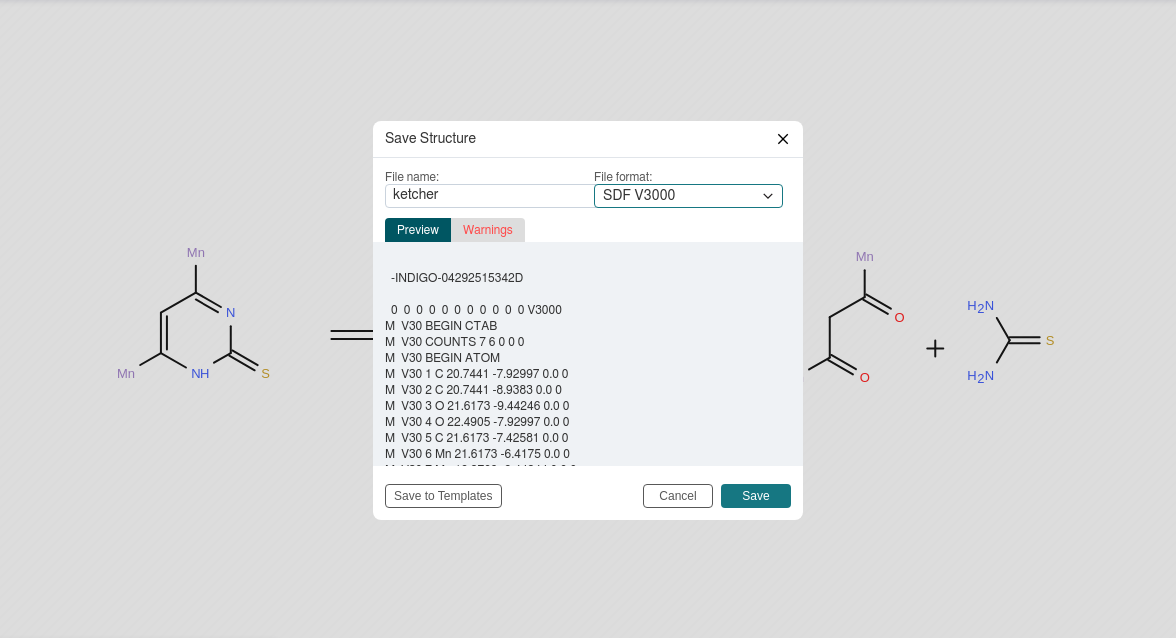 Save Structure
File name:
File format:
ketcher
SDF V3000
Preview
Warnings
-INDIGO-04292515342D
0 0 0 0 0 0 0 0 0 0 0 V3000
M V30 BEGIN CTAB
M V30 COUNTS 7 6 0 0 0
M V30 BEGIN ATOM
M V30 1 C 20.7441 -7.92997 0.0 0
M V30 2 C 20.7441 -8.9383 0.0 0
M V30 3 O 21.6173 -9.44246 0.0 0
M V30 4 O 22.4905 -7.92997 0.0 0
M V30 5 C 21.6173 -7.42581 0.0 0
M V30 6 Mn 21.6173 -6.4175 0.0 0
Save to Templates
Cancel
Save
Mn
N
Mn
NH
S
Mn
O
O
+
H2N
S
H2N